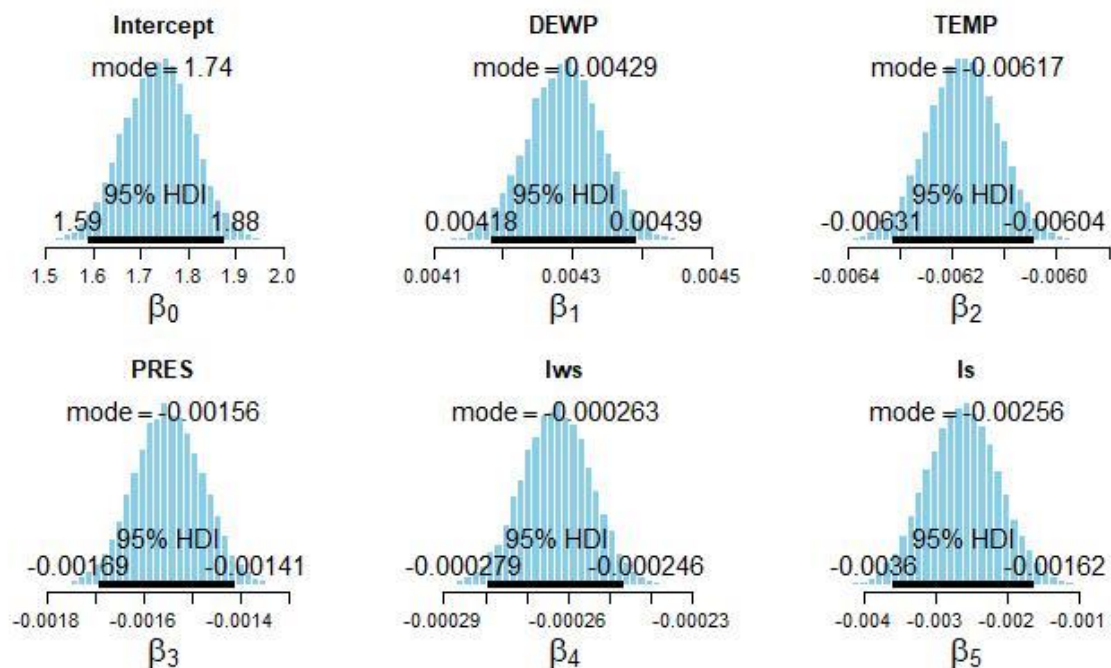 Intercept
mode = 1.74
95% HDI
1.59 1.88
1.5 1.6 1.7 1.8 1.9 2.0
β0
DEWP
mode = 0.00429
95% HDI
0.00418 0.00439
0.0041 0.0043 0.0045
β1
TEMP
mode = -0.00617
95% HDI
-0.00631 -0.00604
-0.0064 -0.0062 -0.0060
β2
PRES
mode = -0.00156
95% HDI
-0.00169 -0.00141
-0.0018 -0.0016 -0.0014
β3
Iws
mode = -0.000263
95% HDI
-0.000279 -0.000246
-0.00029 -0.00026 -0.00023
β4
Is
mode = -0.00256
95% HDI
-0.0036 -0.00162
-0.004 -0.003 -0.002 -0.001
β5